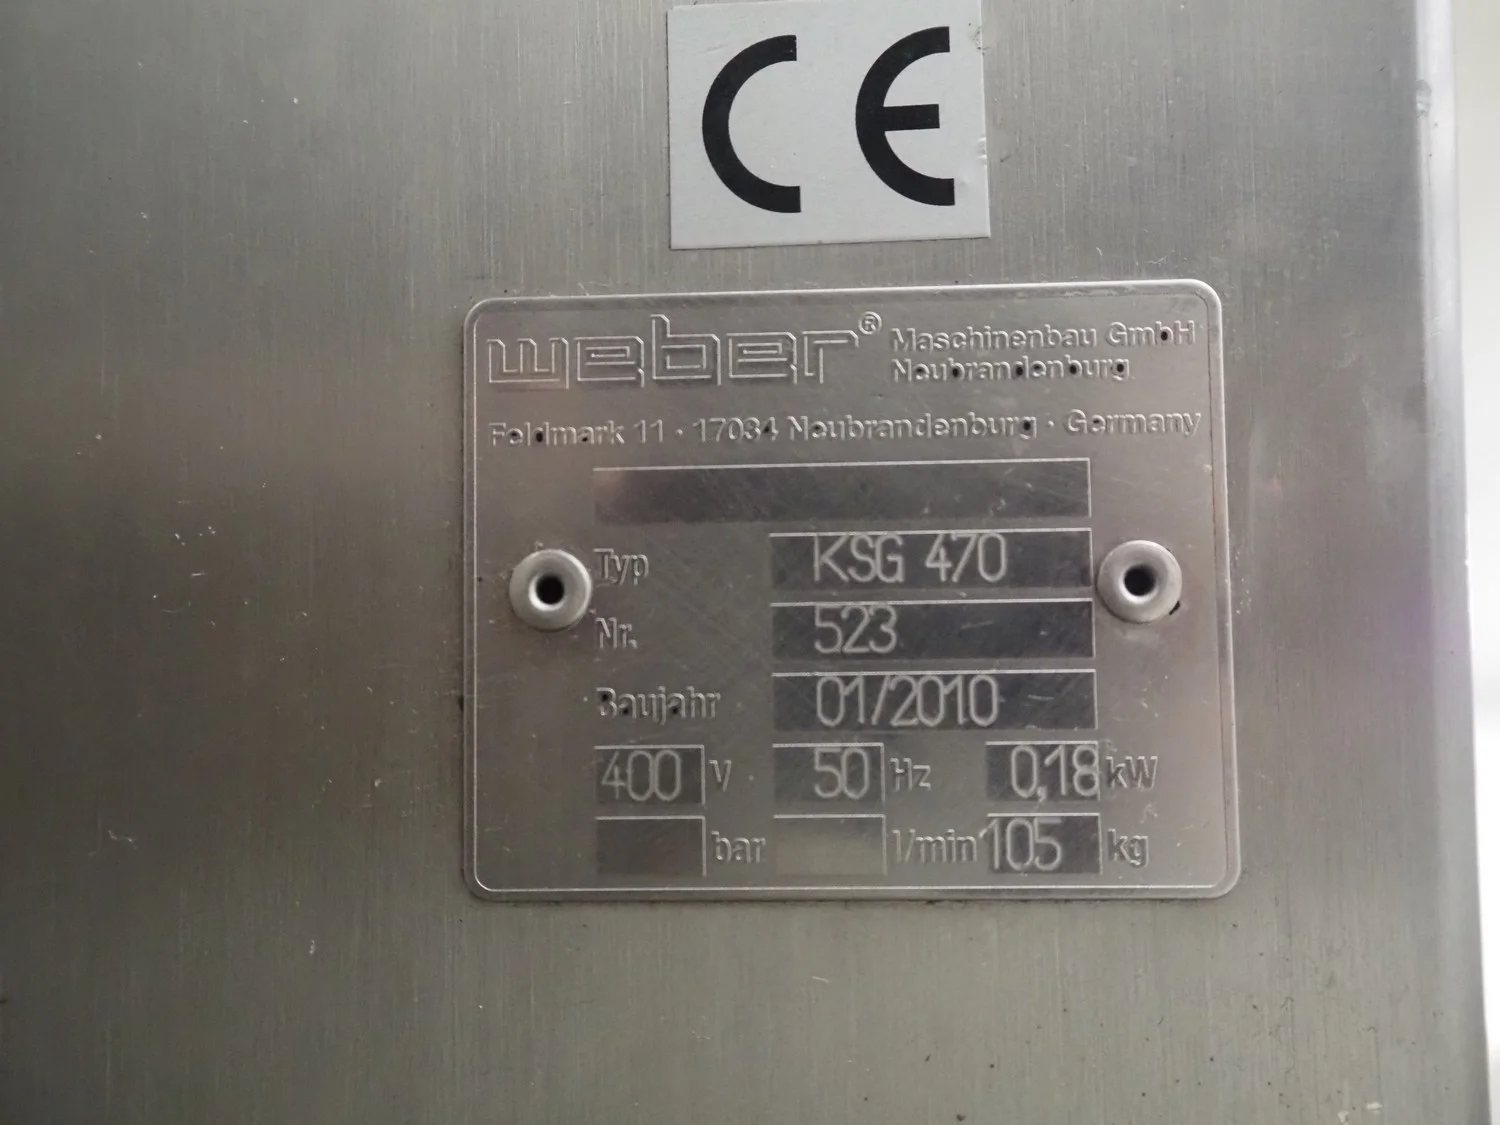 CE
weber® Maschinenbau GmbH
Neubrandenburg
Feldmark 11 · 17034 Neubrandenburg · Germany
Typ KSG 470
Nr. 523
Baujahr 01/2010
400 V 50 Hz 0,18 kW
bar l/min 105 kg